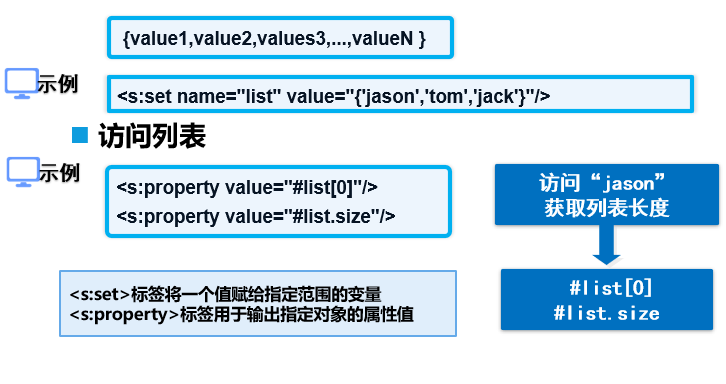 {value1,value2,values3,...,valueN }
示例
<s:set name="list" value="{'jason','tom','jack'}"/>
访问列表
示例
<s:property value="#list[0]"/>
<s:property value="#list.size"/>
访问“jason”
获取列表长度
<s:set>标签将一个值赋给指定范围的变量
<s:property>标签用于输出指定对象的属性值
#list[0]
#list.size